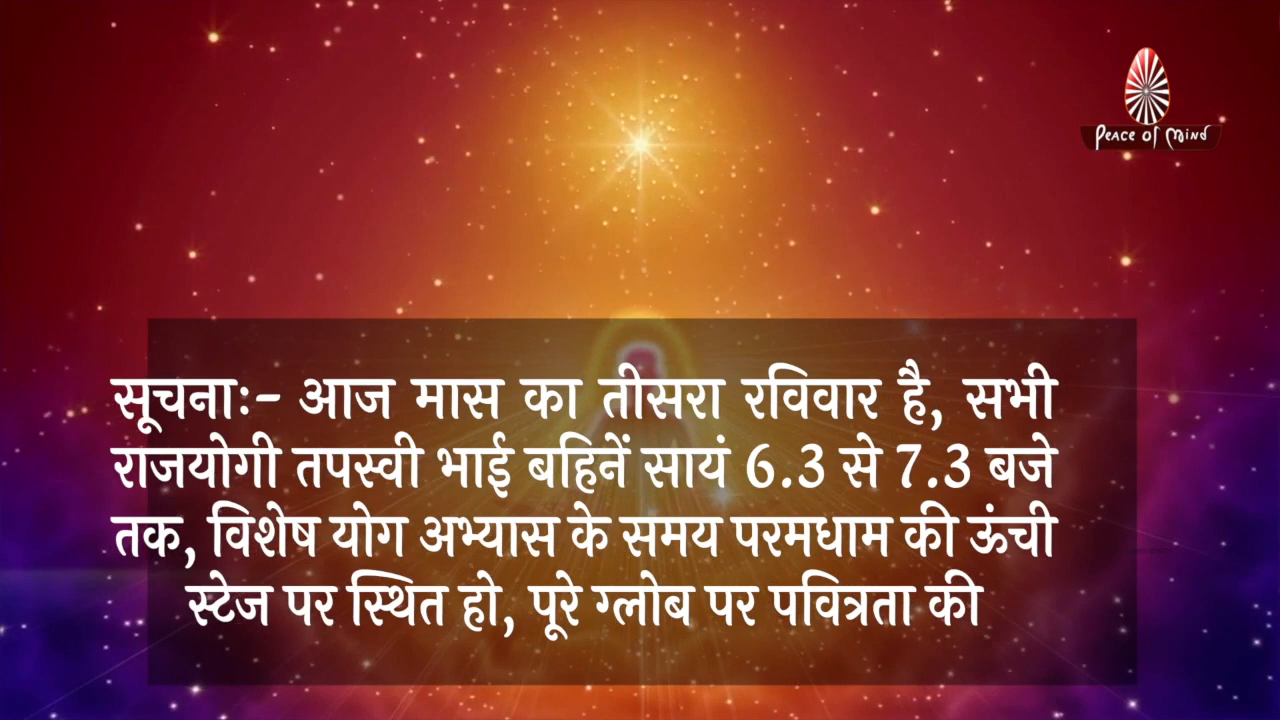 Peace of Mind
सूचनाः- आज मास का तीसरा रविवार है, सभी
राजयोगी तपस्वी भाई बहिनें सायं 6.3 से 7.3 बजे
तक, विशेष योग अभ्यास के समय परमधाम की ऊंची
स्टेज पर स्थित हो, पूरे ग्लोब पर पवित्रता की